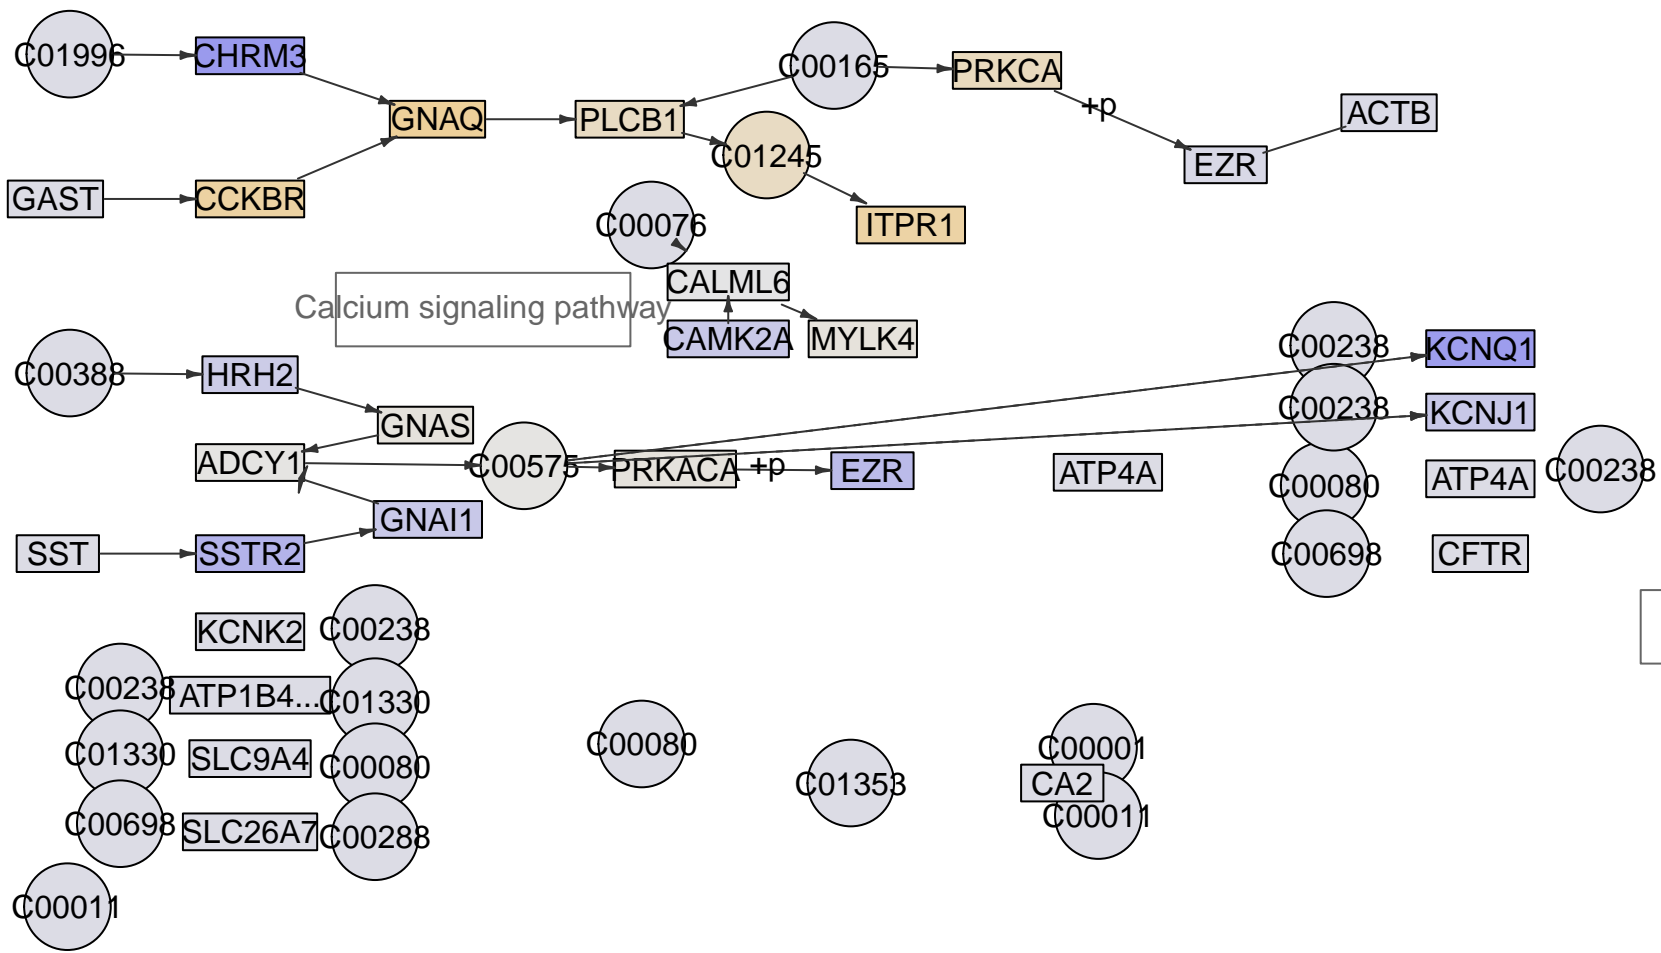 C01996
CHRM3
C00165
PRKCA
+p
ACTB
GNAQ
PLCB1
C01245
EZR
GAST
CCKBR
C00076
ITPR1
CALML6
Calcium signaling pathway
CAMK2A
MYLK4
C00238
KCNQ1
C00388
HRH2
C00238
KCNJ1
GNAS
ADCY1
C00575
PRKACA
+p
EZR
ATP4A
C00080
ATP4A
C00238
GNAI1
SST
SSTR2
C00698
CFTR
KCNK2
C00238
C00238
ATP1B4...
C01330
C01330
SLC9A4
C00080
C00080
C01353
C00001
CA2
C00011
C00698
SLC26A7
C00288
C00011